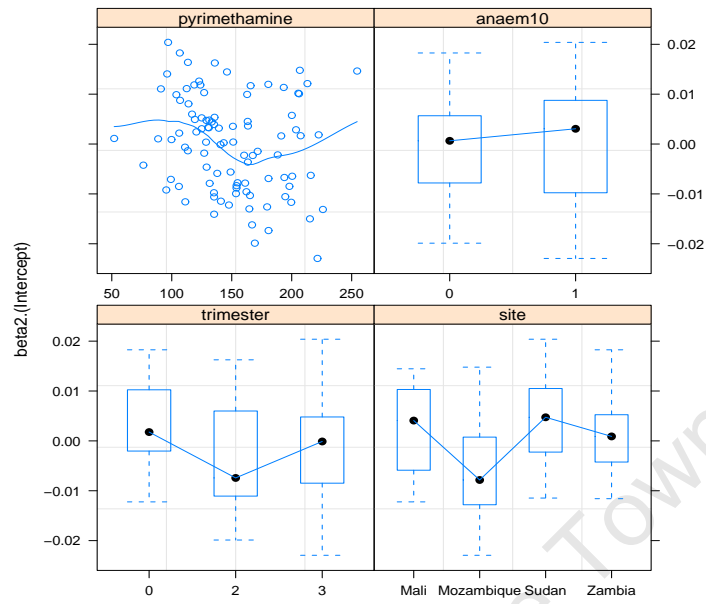 pyrimethamine anaem10
0.02
0.01
0.00
−0.01
−0.02
50 100 150 200 250 0 1
beta2.(Intercept)
trimester site
0.02
0.01
0.00
−0.01
−0.02
0 2 3 Mali Mozambique Sudan Zambia
Town